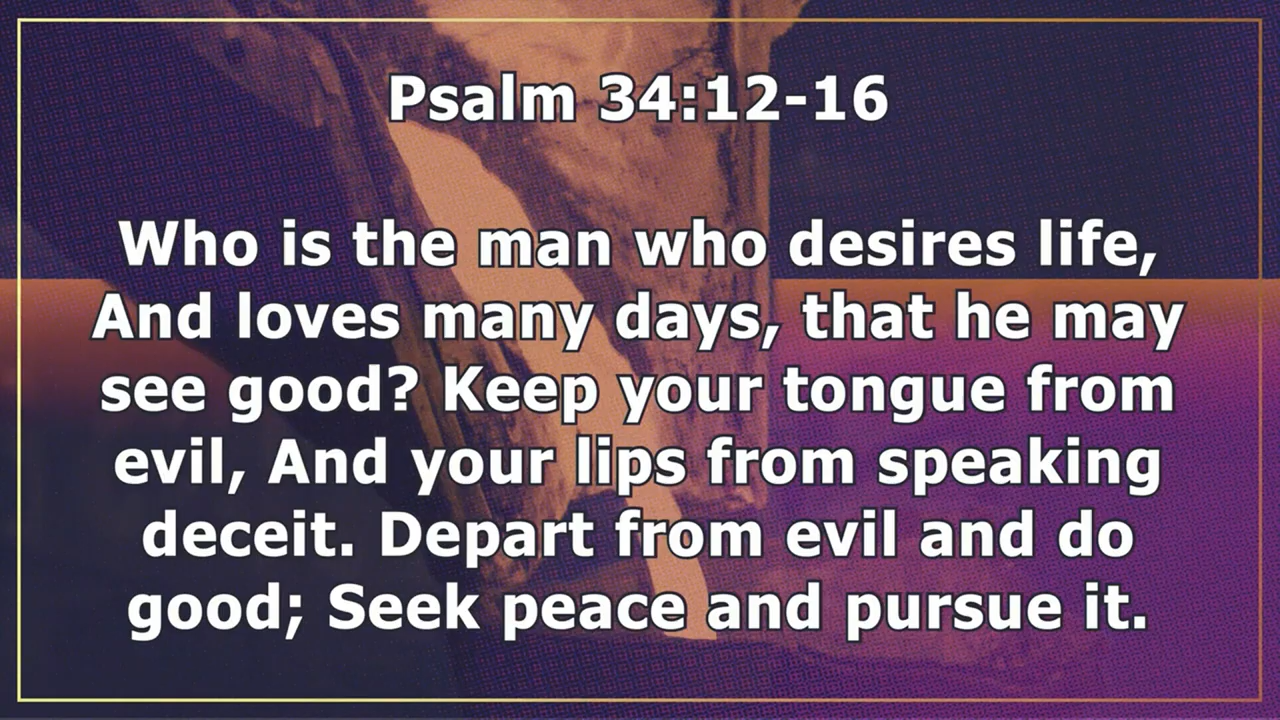 Psalm 34:12-16
Who is the man who desires life,
And loves many days, that he may
see good? Keep your tongue from
evil, And your lips from speaking
deceit. Depart from evil and do
good; Seek peace and pursue it.